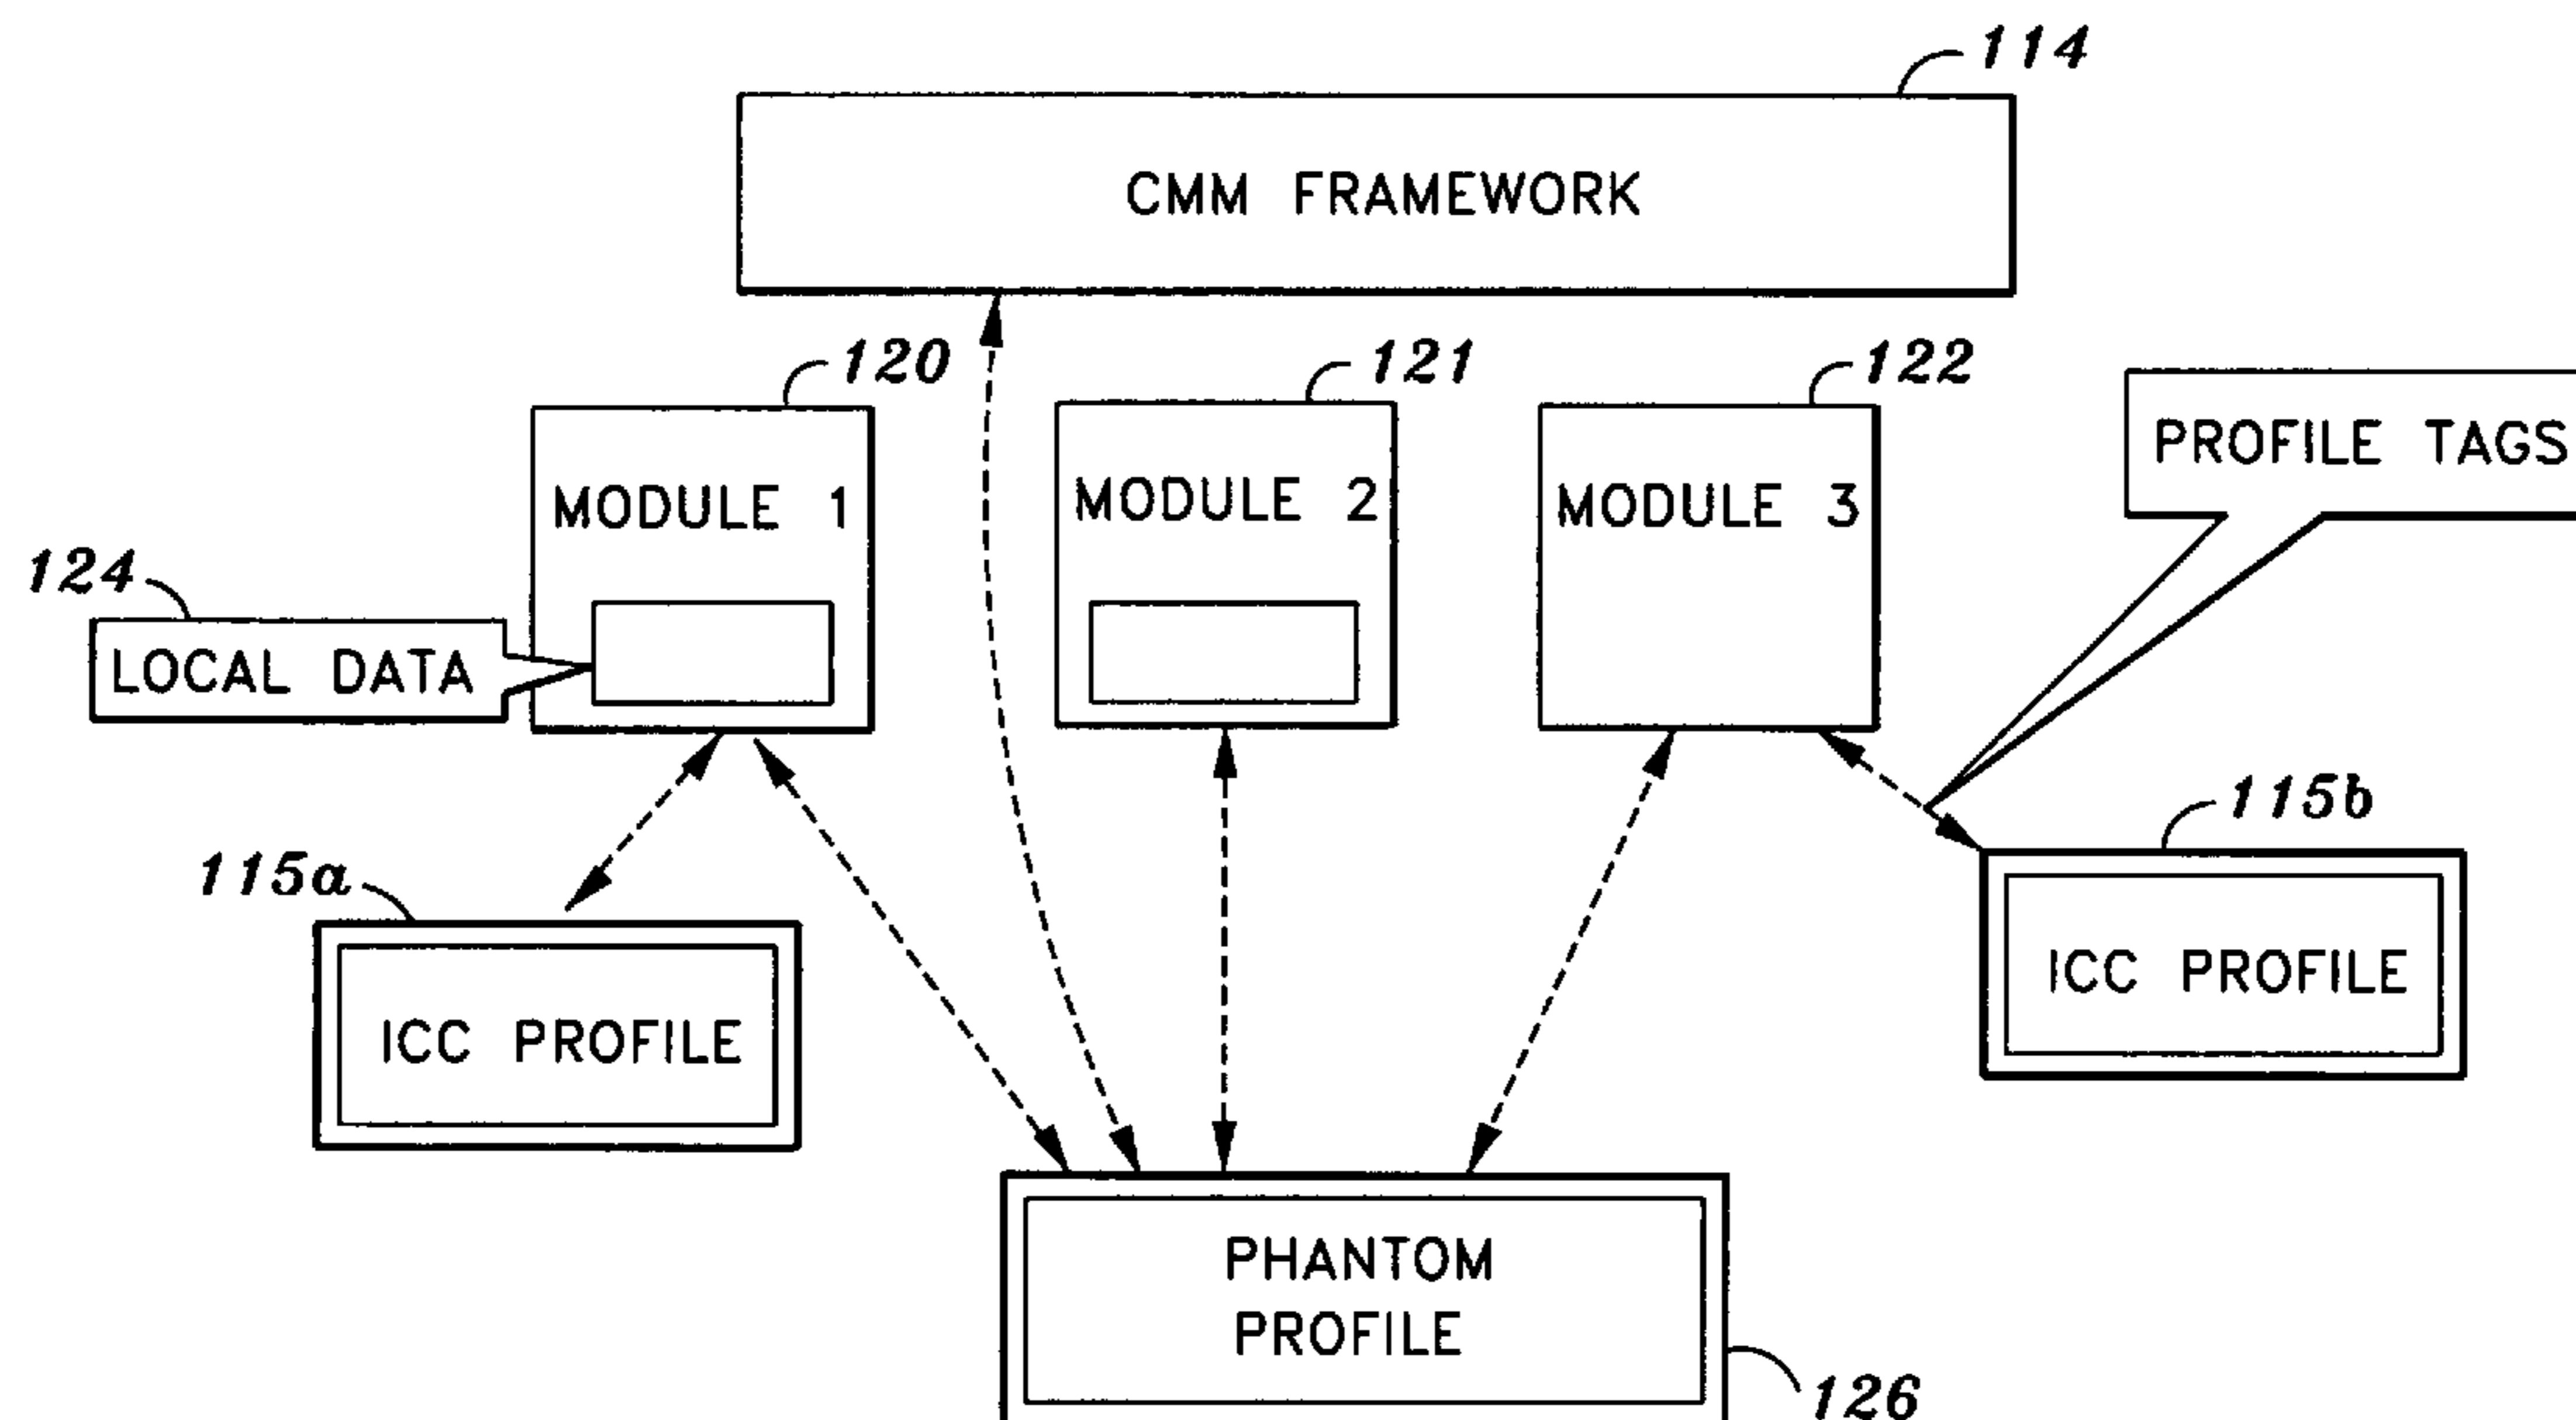 114
CMM FRAMEWORK
120
121
122
PROFILE TAGS
MODULE 1
MODULE 2
MODULE 3
124
LOCAL DATA
115b
115a
ICC PROFILE
ICC PROFILE
PHANTOM
PROFILE
126